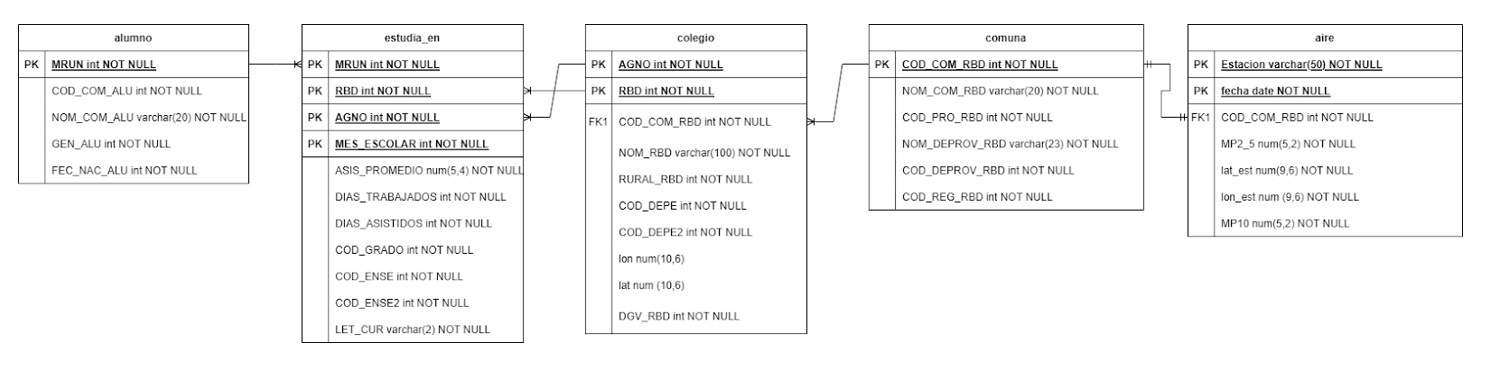 alumno
PK MRUN int NOT NULL
COD_COM_ALU int NOT NULL
NOM_COM_ALU varchar(20) NOT NULL
GEN_ALU int NOT NULL
FEC_NAC_ALU int NOT NULL
estudia_en
PK MRUN int NOT NULL
PK RBD int NOT NULL
PK AGNO int NOT NULL
PK MES_ESCOLAR int NOT NULL
ASIS_PROMEDIO num(5,4) NOT NULL
DIAS_TRABAJADOS int NOT NULL
DIAS_ASISTIDOS int NOT NULL
COD_GRADO int NOT NULL
COD_ENSE int NOT NULL
COD_ENSE2 int NOT NULL
LET_CUR varchar(2) NOT NULL
colegio
PK AGNO int NOT NULL
PK RBD int NOT NULL
FK1 COD_COM_RBD int NOT NULL
NOM_RBD varchar(100) NOT NULL
RURAL_RBD int NOT NULL
COD_DEPE int NOT NULL
COD_DEPE2 int NOT NULL
lon num(10,6)
lat num (10,6)
DGV_RBD int NOT NULL
comuna
PK COD_COM_RBD int NOT NULL
NOM_COM_RBD varchar(20) NOT NULL
COD_PRO_RBD int NOT NULL
NOM_DEPROV_RBD varchar(23) NOT NULL
COD_DEPROV_RBD int NOT NULL
COD_REG_RBD int NOT NULL
aire
PK Estacion varchar(50) NOT NULL
PK fecha date NOT NULL
FK1 COD_COM_RBD int NOT NULL
MP2_5 num(5,2) NOT NULL
lat_est num(9,6) NOT NULL
lon_est num (9,6) NOT NULL
MP10 num(5,2) NOT NULL